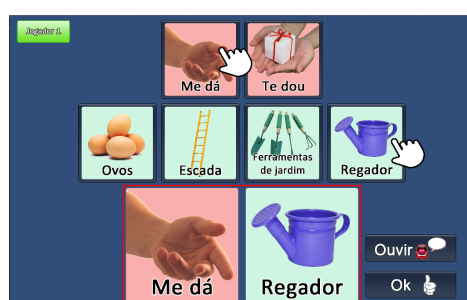 Jogador 1
Me dá
Te dou
Ovos
Escada
Ferramentas
de jardim
Regador
Me dá
Regador
Ouvir
Ok